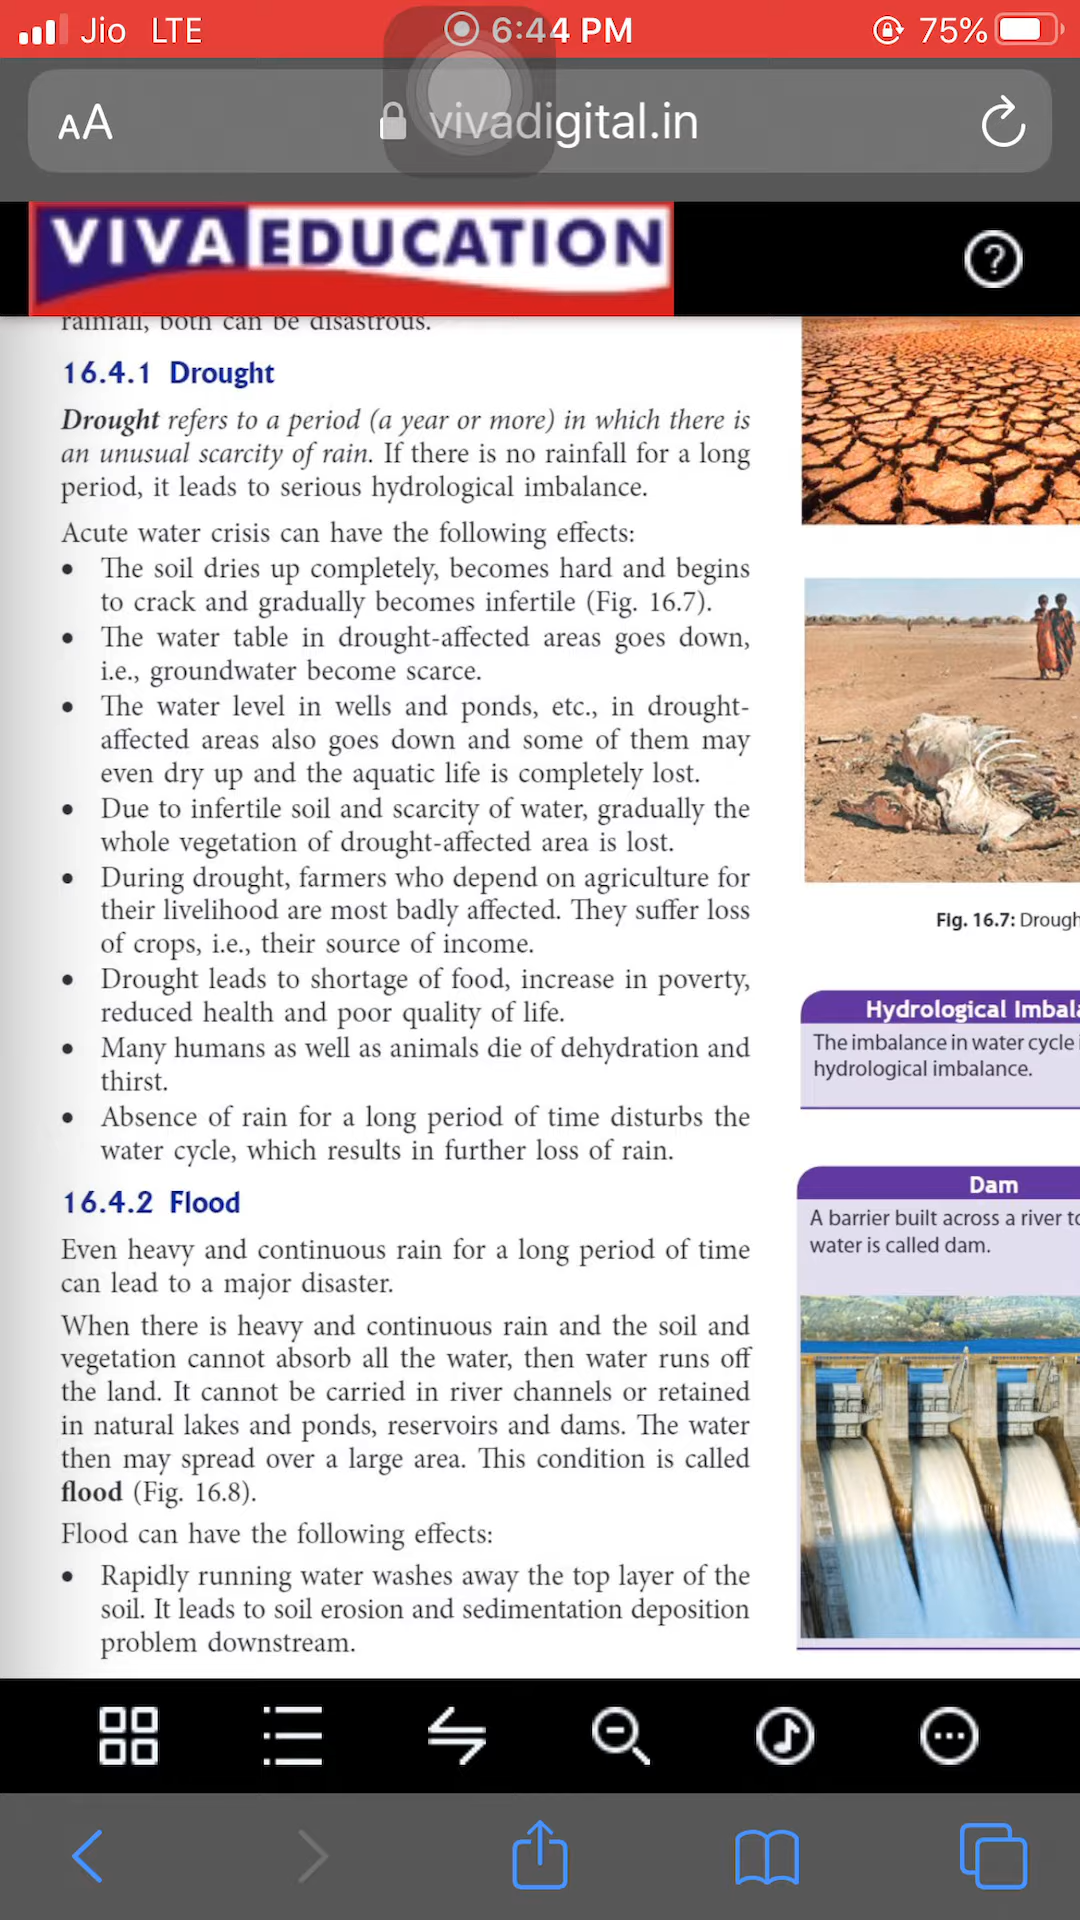 Jio LTE
6:44 PM
75%
AA
vivadigital.in
VIVA EDUCATION
?
rainfall, both can be disastrous.
16.4.1 Drought
Drought refers to a period (a year or more) in which there is
an unusual scarcity of rain. If there is no rainfall for a long
period, it leads to serious hydrological imbalance.
Acute water crisis can have the following effects:
• The soil dries up completely, becomes hard and begins
to crack and gradually becomes infertile (Fig. 16.7).
• The water table in drought-affected areas goes down,
i.e., groundwater become scarce.
• The water level in wells and ponds, etc., in drought-
affected areas also goes down and some of them may
even dry up and the aquatic life is completely lost.
• Due to infertile soil and scarcity of water, gradually the
whole vegetation of drought-affected area is lost.
• During drought, farmers who depend on agriculture for
their livelihood are most badly affected. They suffer loss
of crops, i.e., their source of income.
• Drought leads to shortage of food, increase in poverty,
reduced health and poor quality of life.
• Many humans as well as animals die of dehydration and
thirst.
• Absence of rain for a long period of time disturbs the
water cycle, which results in further loss of rain.
16.4.2 Flood
Even heavy and continuous rain for a long period of time
can lead to a major disaster.
When there is heavy and continuous rain and the soil and
vegetation cannot absorb all the water, then water runs off
the land. It cannot be carried in river channels or retained
in natural lakes and ponds, reservoirs and dams. The water
then may spread over a large area. This condition is called
flood (Fig. 16.8).
Flood can have the following effects:
• Rapidly running water washes away the top layer of the
soil. It leads to soil erosion and sedimentation deposition
problem downstream.
Fig. 16.7: Drough
Hydrological Imbal
The imbalance in water cycle
hydrological imbalance.
Dam
A barrier built across a river to
water is called dam.